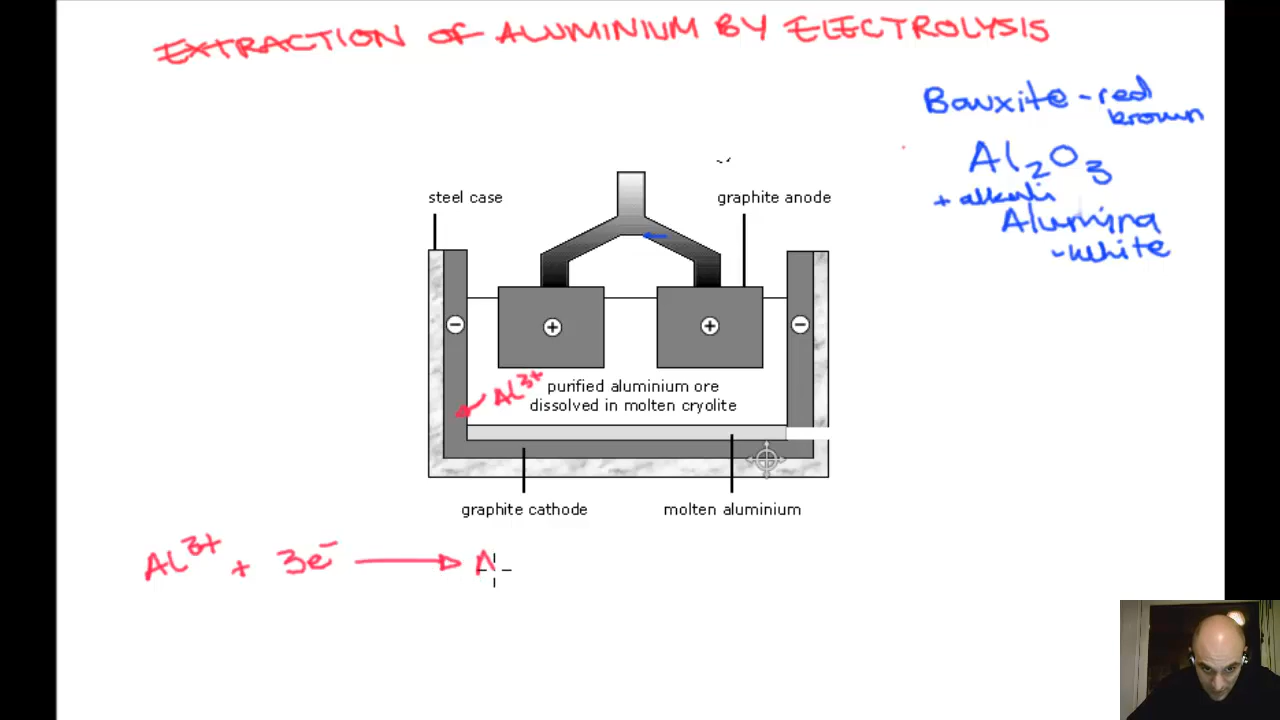 EXTRACTION OF ALUMINIUM BY ELECTROLYSIS
Bauxite - red
brown
Al2O3
+ alkali
Alumina
- white
steel case
graphite anode
− + + −
Al3+
purified aluminium ore
dissolved in molten cryolite
graphite cathode
molten aluminium
Al3+ + 3e− → A